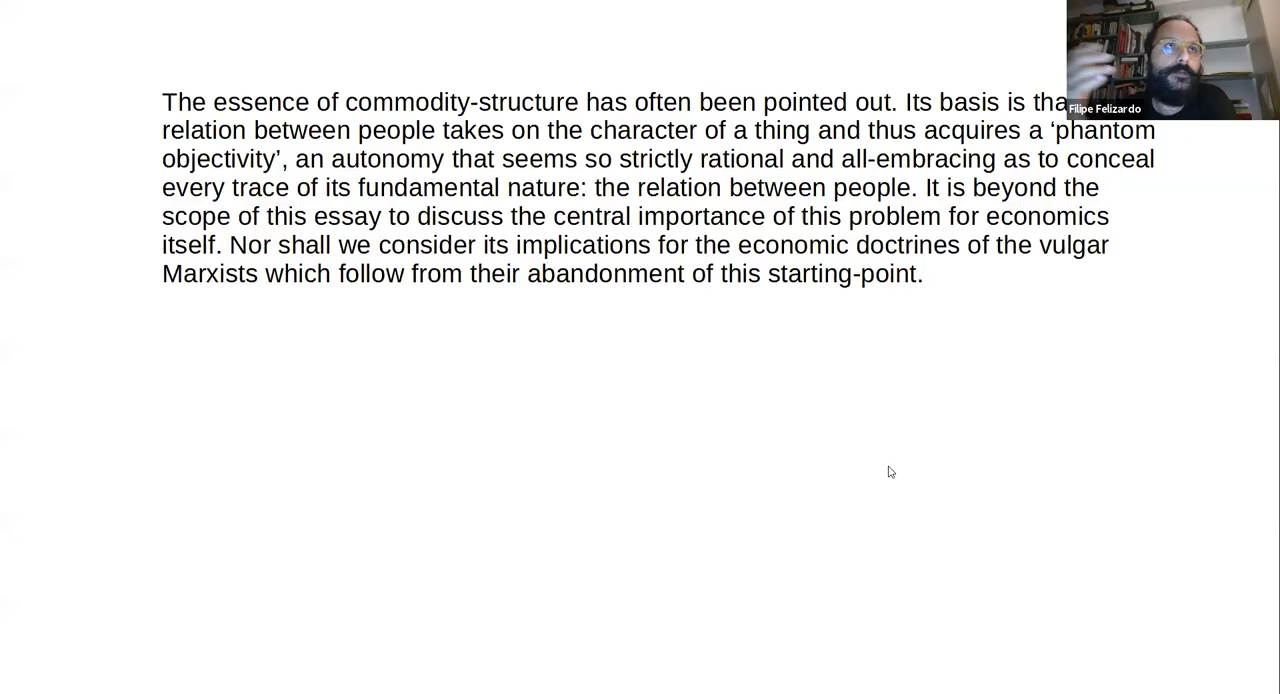 The essence of commodity-structure has often been pointed out. Its basis is
relation between people takes on the character of a thing and thus acquires a ‘phantom
objectivity’, an autonomy that seems so strictly rational and all-embracing as to conceal
every trace of its fundamental nature: the relation between people. It is beyond the
scope of this essay to discuss the central importance of this problem for economics
itself. Nor shall we consider its implications for the economic doctrines of the vulgar
Marxists which follow from their abandonment of this starting-point.
Filipe Felizardo